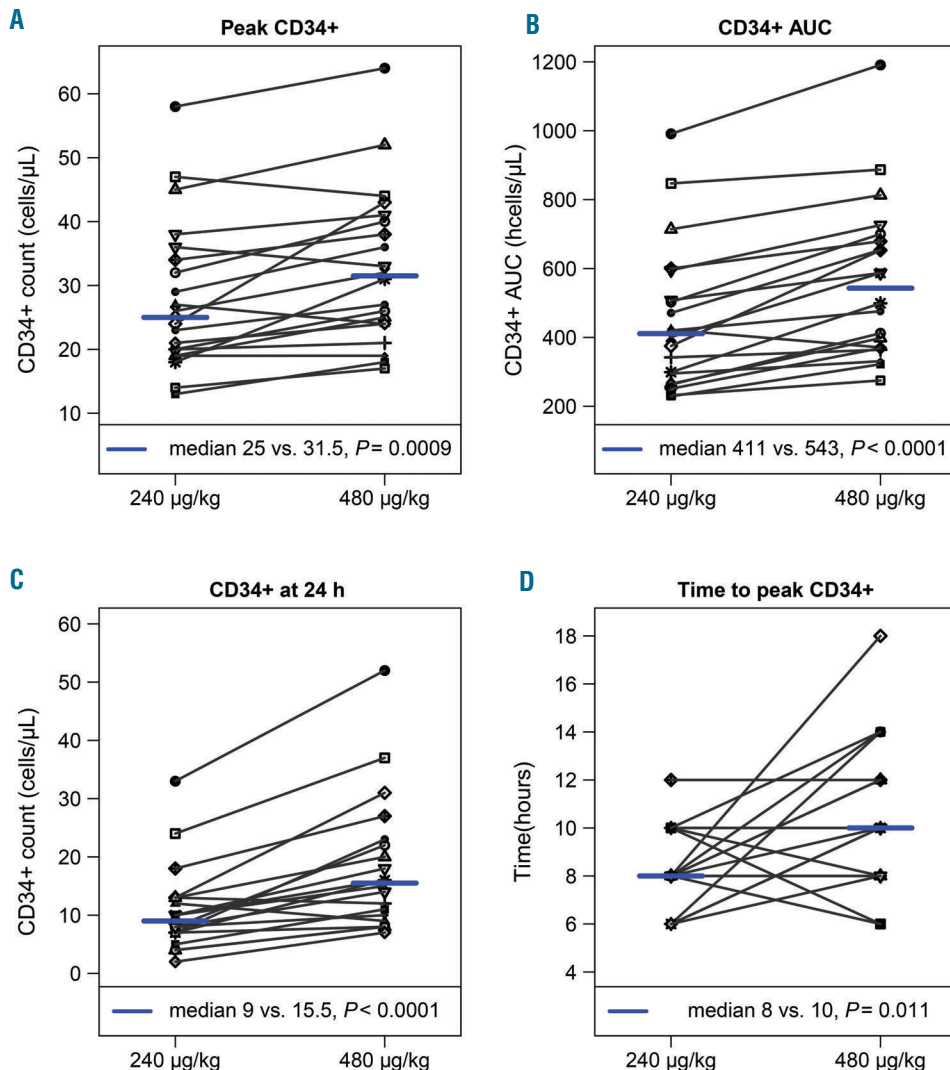 A
Peak CD34+
CD34+ count (cells/µL)
60
50
40
30
20
10
median 25 vs. 31.5, P= 0.0009
240 µg/kg
480 µg/kg
B
CD34+ AUC
CD34+ AUC (hcells/µL)
1200
1000
800
600
400
200
median 411 vs. 543, P< 0.0001
240 µg/kg
480 µg/kg
C
CD34+ at 24 h
CD34+ count (cells/µL)
60
50
40
30
20
10
0
median 9 vs. 15.5, P< 0.0001
240 µg/kg
480 µg/kg
D
Time to peak CD34+
Time(hours)
18
16
14
12
10
8
6
4
median 8 vs. 10, P= 0.011
240 µg/kg
480 µg/kg